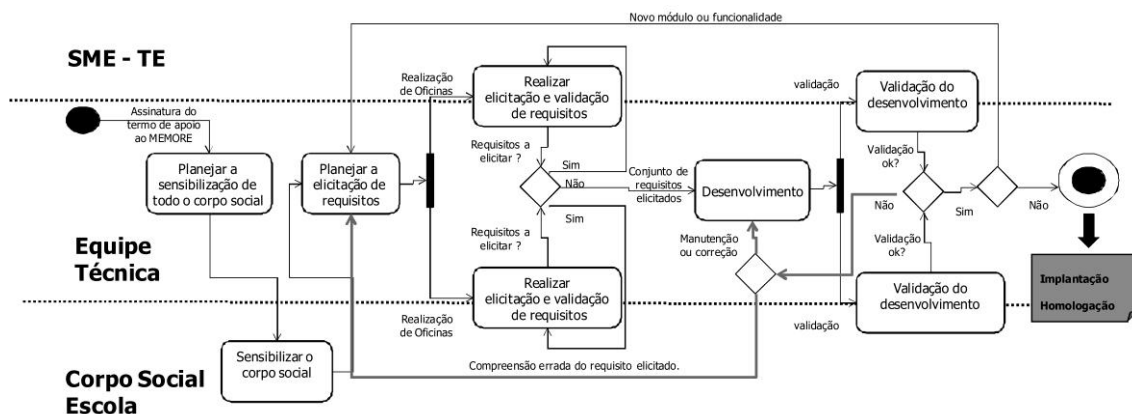 Novo módulo ou funcionalidade
SME - TE
Realização
de Oficinas
Realizar
elicitação e validação
de requisitos
validação
Validação do
desenvolvimento
Assinatura do
termo de apoio
ao MEMORE
Planejar a
sensibilização de
todo o corpo social
Planejar a
elicitação de
requisitos
Requisitos a
elicitar ?
Sim
Não
Sim
Conjunto de
requisitos
elicitados
Desenvolvimento
Validação
ok?
Não
Sim
Não
Equipe
Técnica
Requisitos a
elicitar ?
Manutenção
ou correção
Validação
ok?
Realizar
elicitação e validação
de requisitos
Validação do
desenvolvimento
Implantação
Homologação
Realização
de Oficinas
validação
Sensibilizar o
corpo social
Compreensão errada do requisito elicitado.
Corpo Social
Escola